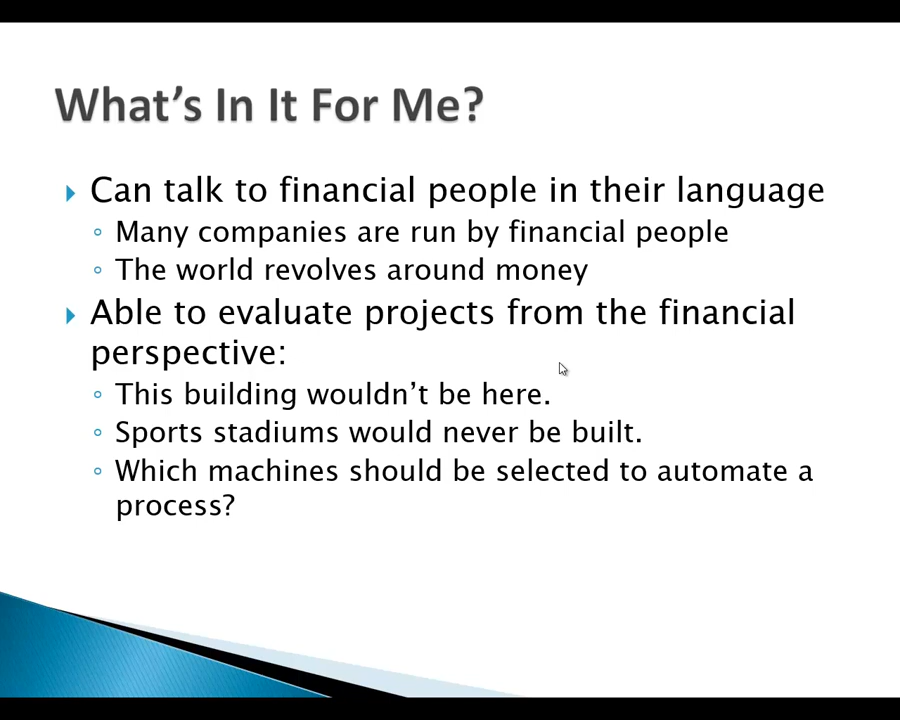 What’s In It For Me?
Can talk to financial people in their language
Many companies are run by financial people
The world revolves around money
Able to evaluate projects from the financial
perspective:
This building wouldn’t be here.
Sports stadiums would never be built.
Which machines should be selected to automate a
process?